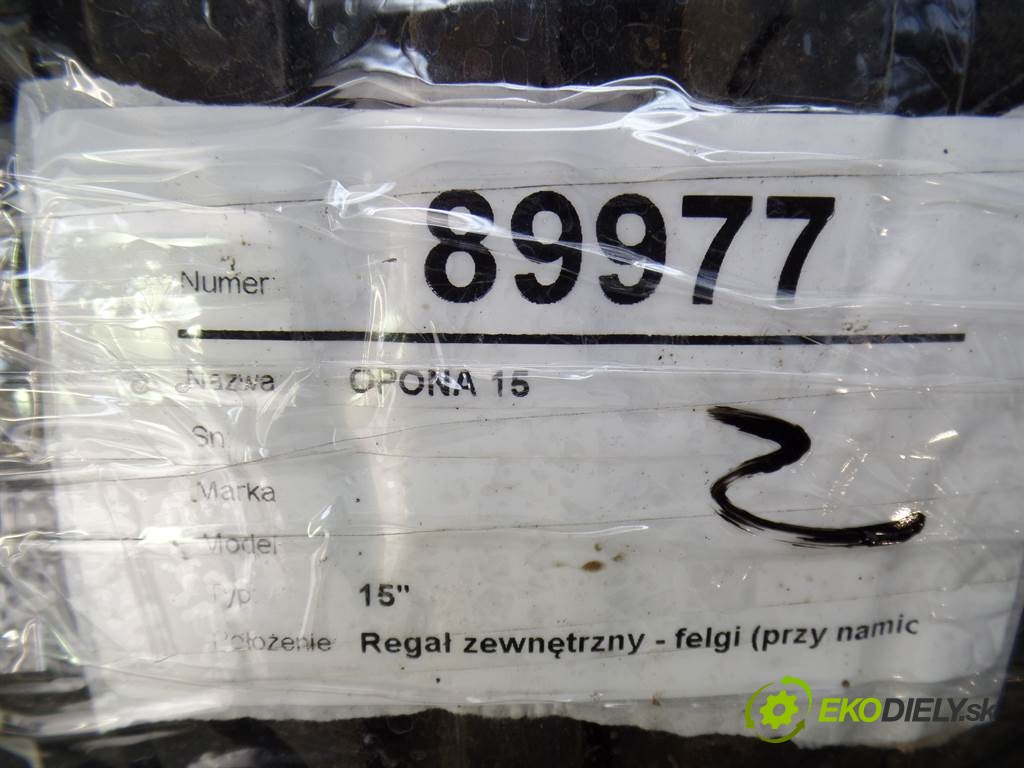 Numer: 89977
Nazwa OPONA 15
Sn
Marka .
Model
Typ: 15"
Położenie Regał zewnętrzny - felgi (przy namic
EKODIELY.sk